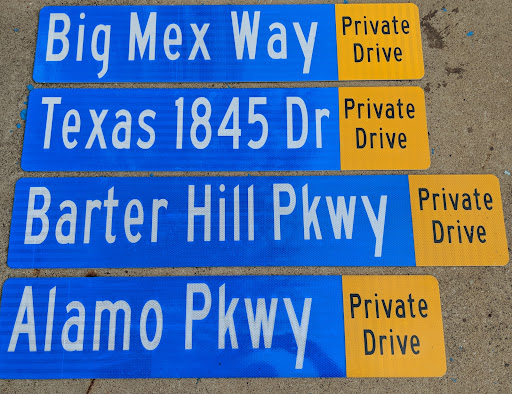 Big Mex Way
Private
Drive
Texas 1845 Dr
Private
Drive
Barter Hill Pkwy
Private
Drive
Alamo Pkwy
Private
Drive